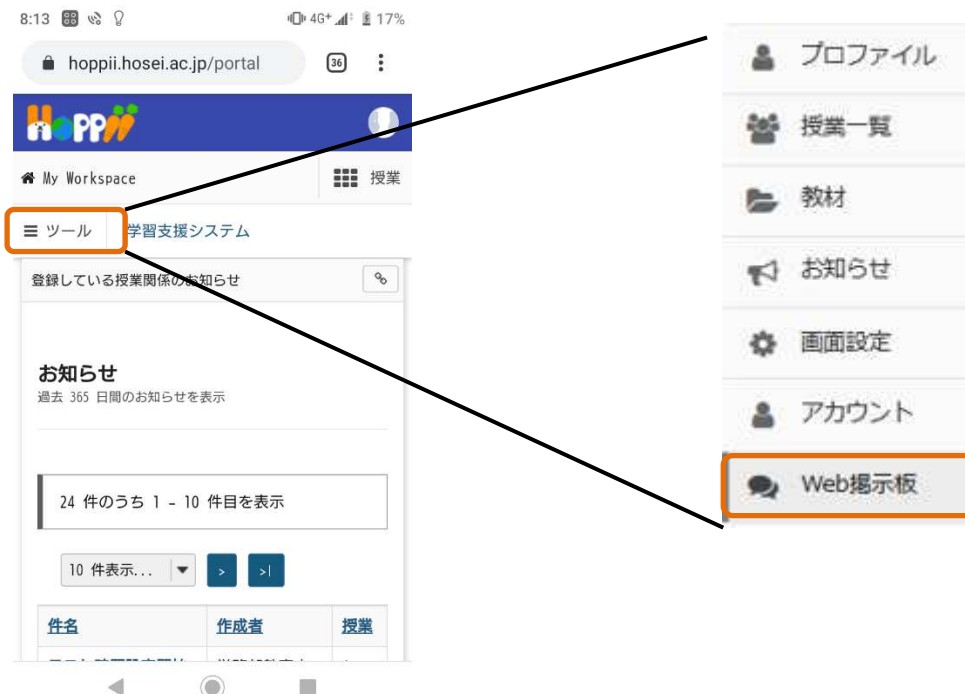 8:13 4G+ 17%
hoppii.hosei.ac.jp/portal 36
HOPPii
My Workspace 授業
ツール 学習支援システム
登録している授業関係のお知らせ
お知らせ
過去 365 日間のお知らせを表示
24 件のうち 1 - 10 件目を表示
10 件表示... > >|
件名 作成者 授業
プロファイル
授業一覧
教材
お知らせ
画面設定
アカウント
Web掲示板